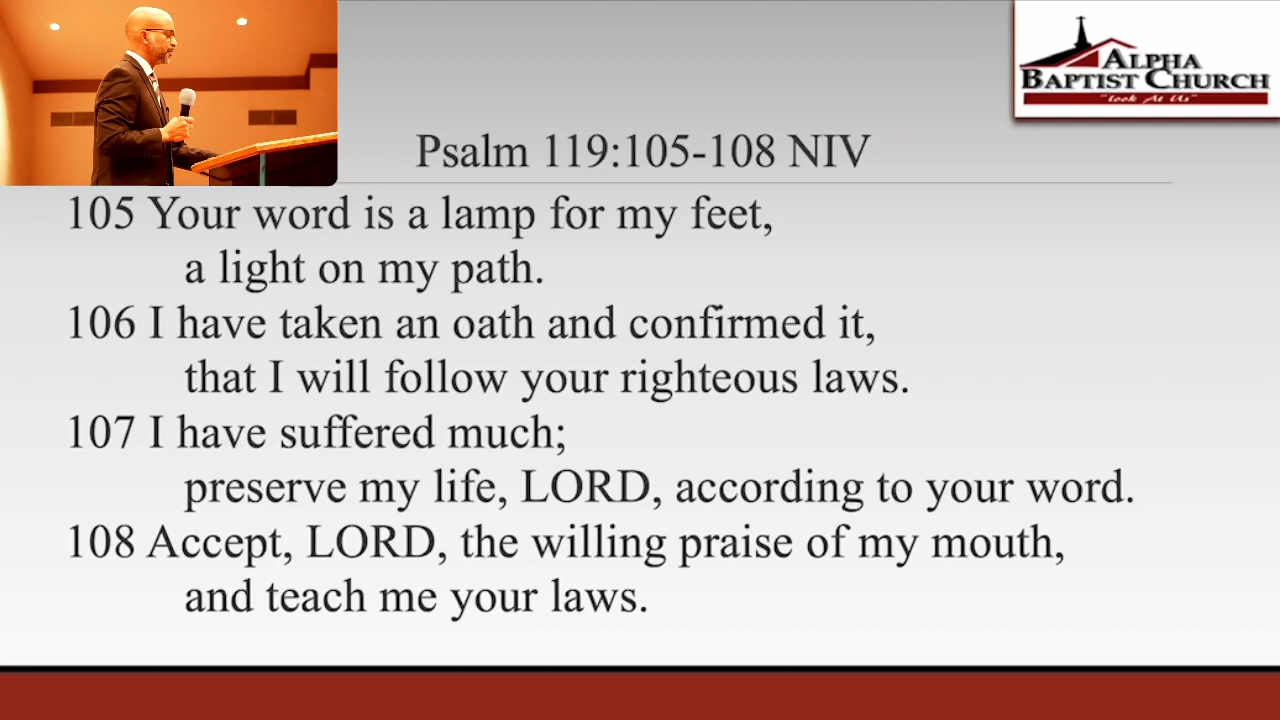 ALPHA
BAPTIST CHURCH
"Look At Us"
Psalm 119:105-108 NIV
105 Your word is a lamp for my feet,
a light on my path.
106 I have taken an oath and confirmed it,
that I will follow your righteous laws.
107 I have suffered much;
preserve my life, LORD, according to your word.
108 Accept, LORD, the willing praise of my mouth,
and teach me your laws.